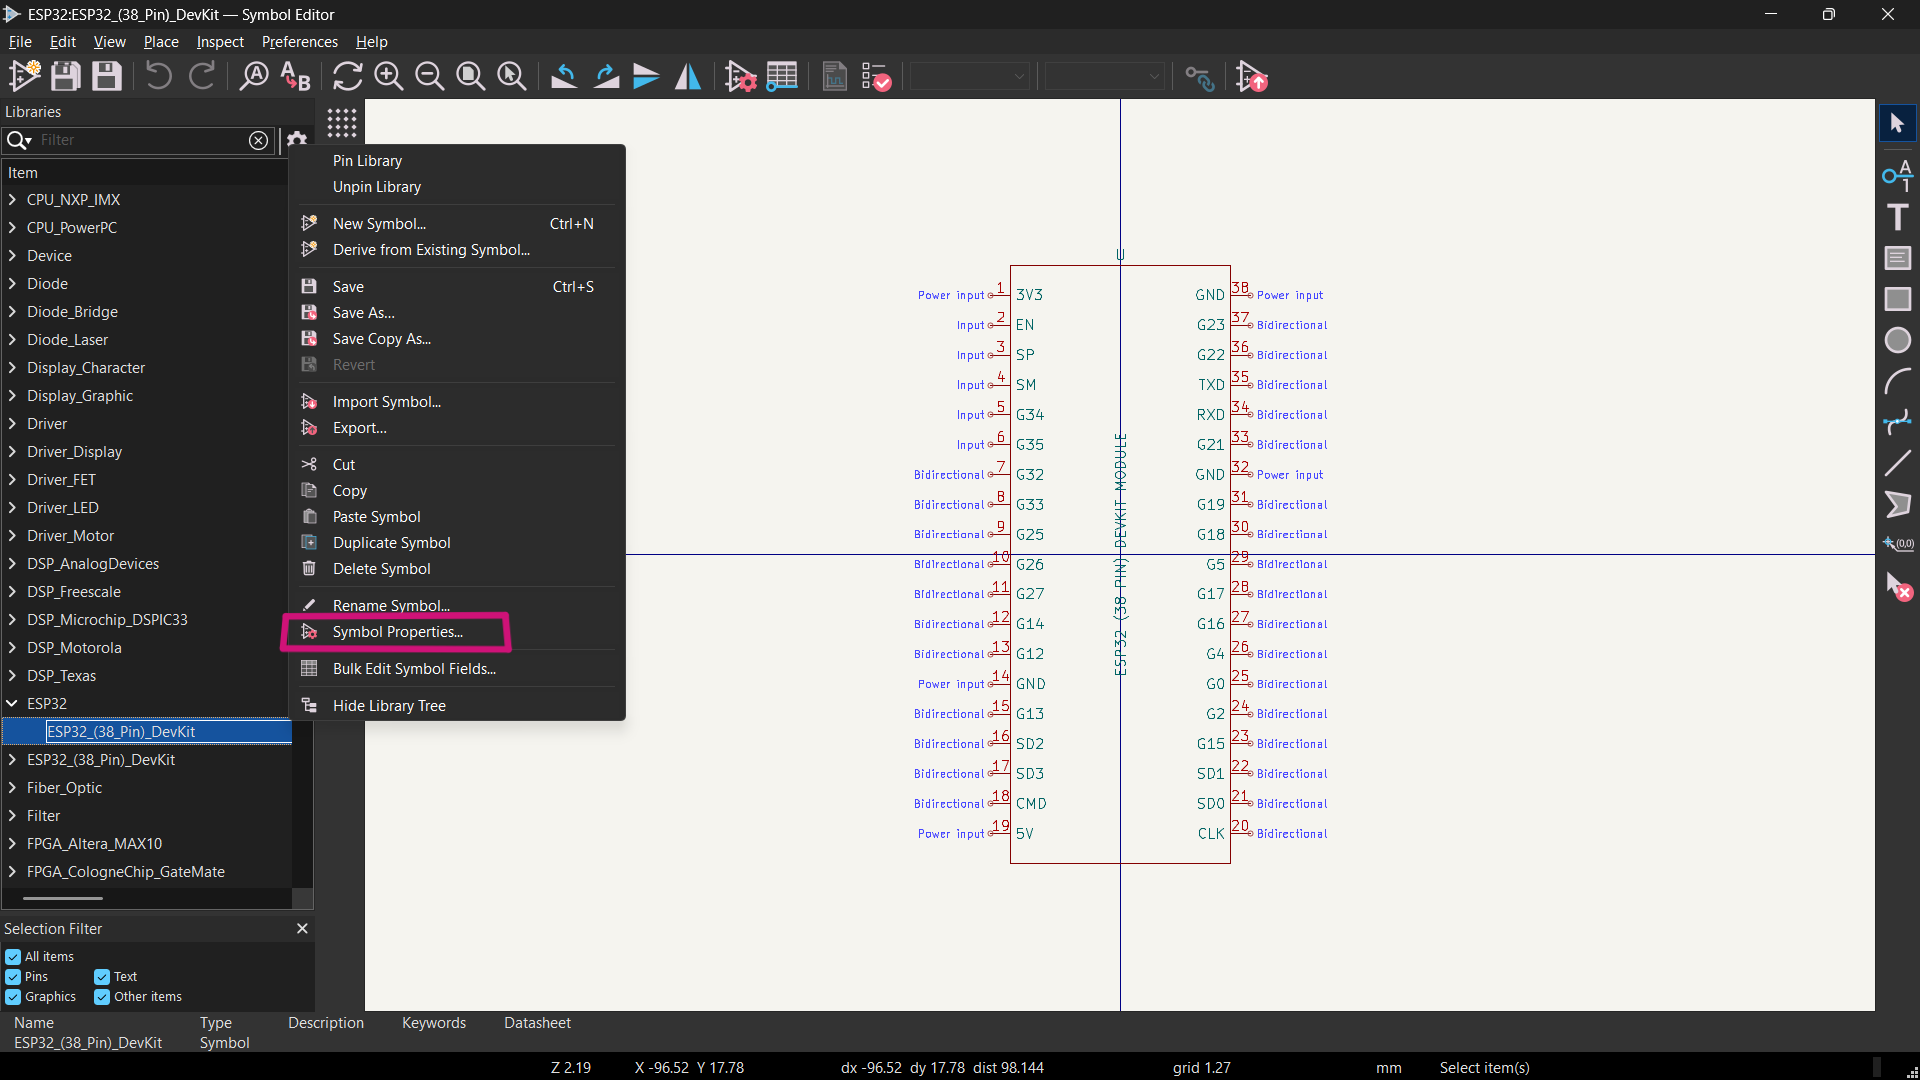 ESP32:ESP32_(38_Pin)_DevKit — Symbol Editor
File Edit View Place Inspect Preferences Help
Libraries
Filter
Item
CPU_NXP_IMX
CPU_PowerPC
Device
Diode
Diode_Bridge
Diode_Laser
Display_Character
Display_Graphic
Driver
Driver_Display
Driver_FET
Driver_LED
Driver_Motor
DSP_AnalogDevices
DSP_Freescale
DSP_Microchip_DSPIC33
DSP_Motorola
DSP_Texas
ESP32
ESP32_(38_Pin)_DevKit
ESP32_(38_Pin)_DevKit
Fiber_Optic
Filter
FPGA_Altera_MAX10
FPGA_CologneChip_GateMate
Pin Library
Unpin Library
New Symbol... Ctrl+N
Derive from Existing Symbol...
Save Ctrl+S
Save As...
Save Copy As...
Revert
Import Symbol...
Export...
Cut
Copy
Paste Symbol
Duplicate Symbol
Delete Symbol
Rename Symbol...
Symbol Properties...
Bulk Edit Symbol Fields...
Hide Library Tree
U
Power input 1 3V3 GND 38 Power input
Input 2 EN G23 37 Bidirectional
Input 3 SP G22 36 Bidirectional
Input 4 SM TXD 35 Bidirectional
Input 5 G34 RXD 34 Bidirectional
Input 6 G35 G21 33 Bidirectional
Bidirectional 7 G32 GND 32 Power input
Bidirectional 8 G33 G19 31 Bidirectional
Bidirectional 9 G25 G18 30 Bidirectional
Bidirectional 10 G26 G5 29 Bidirectional
Bidirectional 11 G27 G17 28 Bidirectional
Bidirectional 12 G14 G16 27 Bidirectional
Bidirectional 13 G12 G4 26 Bidirectional
Power input 14 GND G0 25 Bidirectional
Bidirectional 15 G13 G2 24 Bidirectional
Bidirectional 16 SD2 G15 23 Bidirectional
Bidirectional 17 SD3 SD1 22 Bidirectional
Bidirectional 18 CMD SD0 21 Bidirectional
Power input 19 5V CLK 20 Bidirectional
ESP32 (38 PIN) DEVKIT MODULE
(0,0)
Selection Filter
All items
Pins Text
Graphics Other items
Name Type Description Keywords Datasheet
ESP32_(38_Pin)_DevKit Symbol
Z 2.19 X -96.52 Y 17.78 dx -96.52 dy 17.78 dist 98.144 grid 1.27 mm Select item(s)